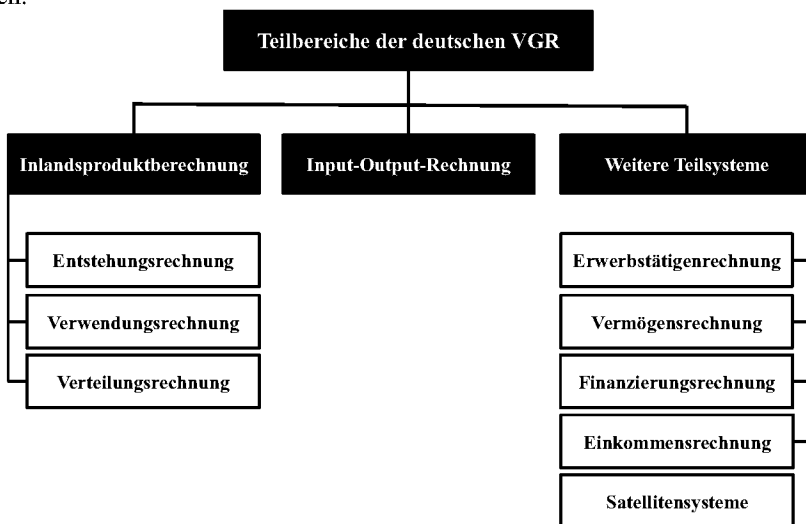 Teilbereiche der deutschen VGR
Inlandsproduktberechnung
Input-Output-Rechnung
Weitere Teilsysteme
Entstehungsrechnung
Verwendungsrechnung
Verteilungsrechnung
Erwerbstätigenrechnung
Vermögensrechnung
Finanzierungsrechnung
Einkommensrechnung
Satellitensysteme